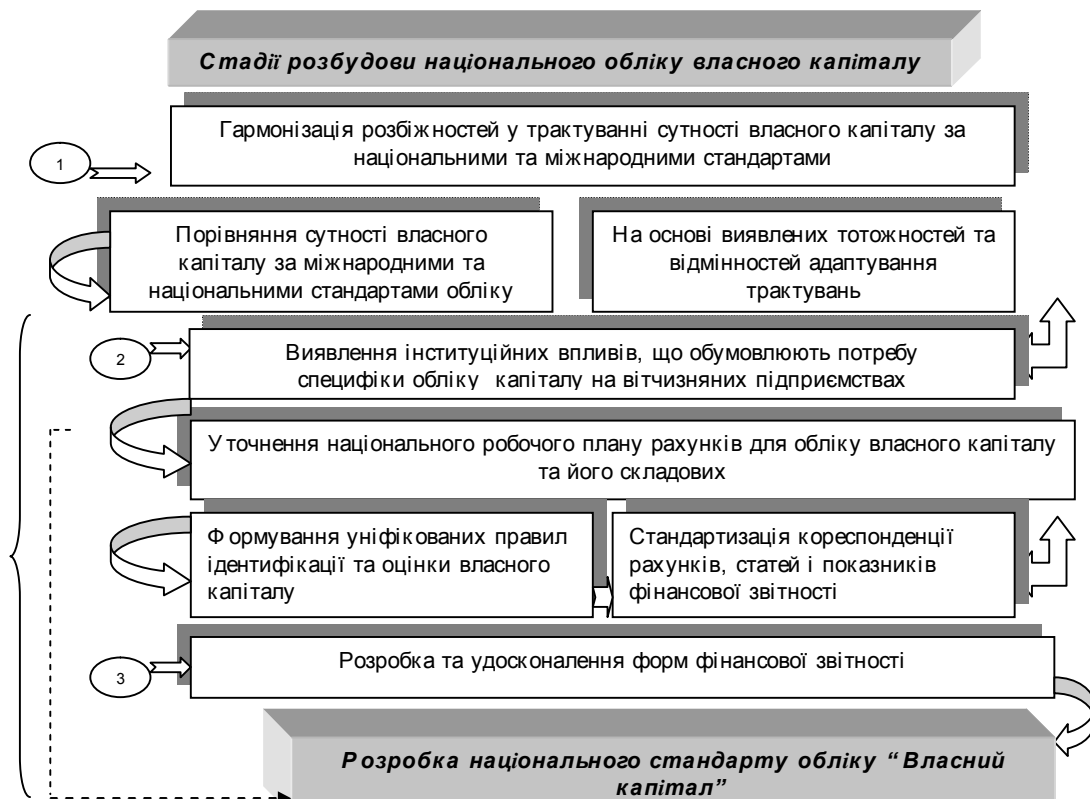 Стадії розбудови національного обліку власного капіталу
Гармонізація розбіжностей у трактуванні сутності власного капіталу за
національними та міжнародними стандартами
1
Порівняння сутності власного
капіталу за міжнародними та
національними стандартами обліку
На основі виявлених тотожностей та
відмінностей адаптування
трактувань
2
Виявлення інституційних впливів, що обумовлюють потребу
специфіки обліку капіталу на вітчизняних підприємствах
Уточнення національного робочого плану рахунків для обліку власного капіталу
та його складових
Формування уніфікованих правил
ідентифікації та оцінки власного
капіталу
Стандартизація кореспонденції
рахунків, статей і показників
фінансової звітності
3
Розробка та удосконалення форм фінансової звітності
Розробка національного стандарту обліку “Власний
капітал”